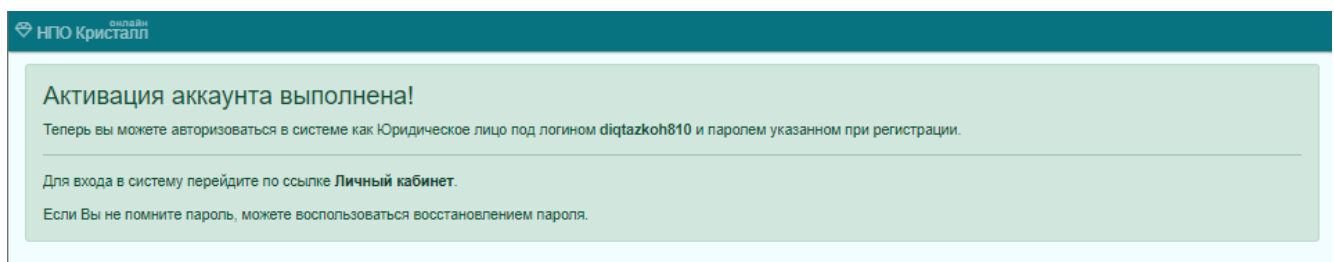 НПО Кристалл онлайн
Активация аккаунта выполнена!
Теперь вы можете авторизоваться в системе как Юридическое лицо под логином diqtazkoh810 и паролем указанном при регистрации.
Для входа в систему перейдите по ссылке Личный кабинет.
Если Вы не помните пароль, можете воспользоваться восстановлением пароля.